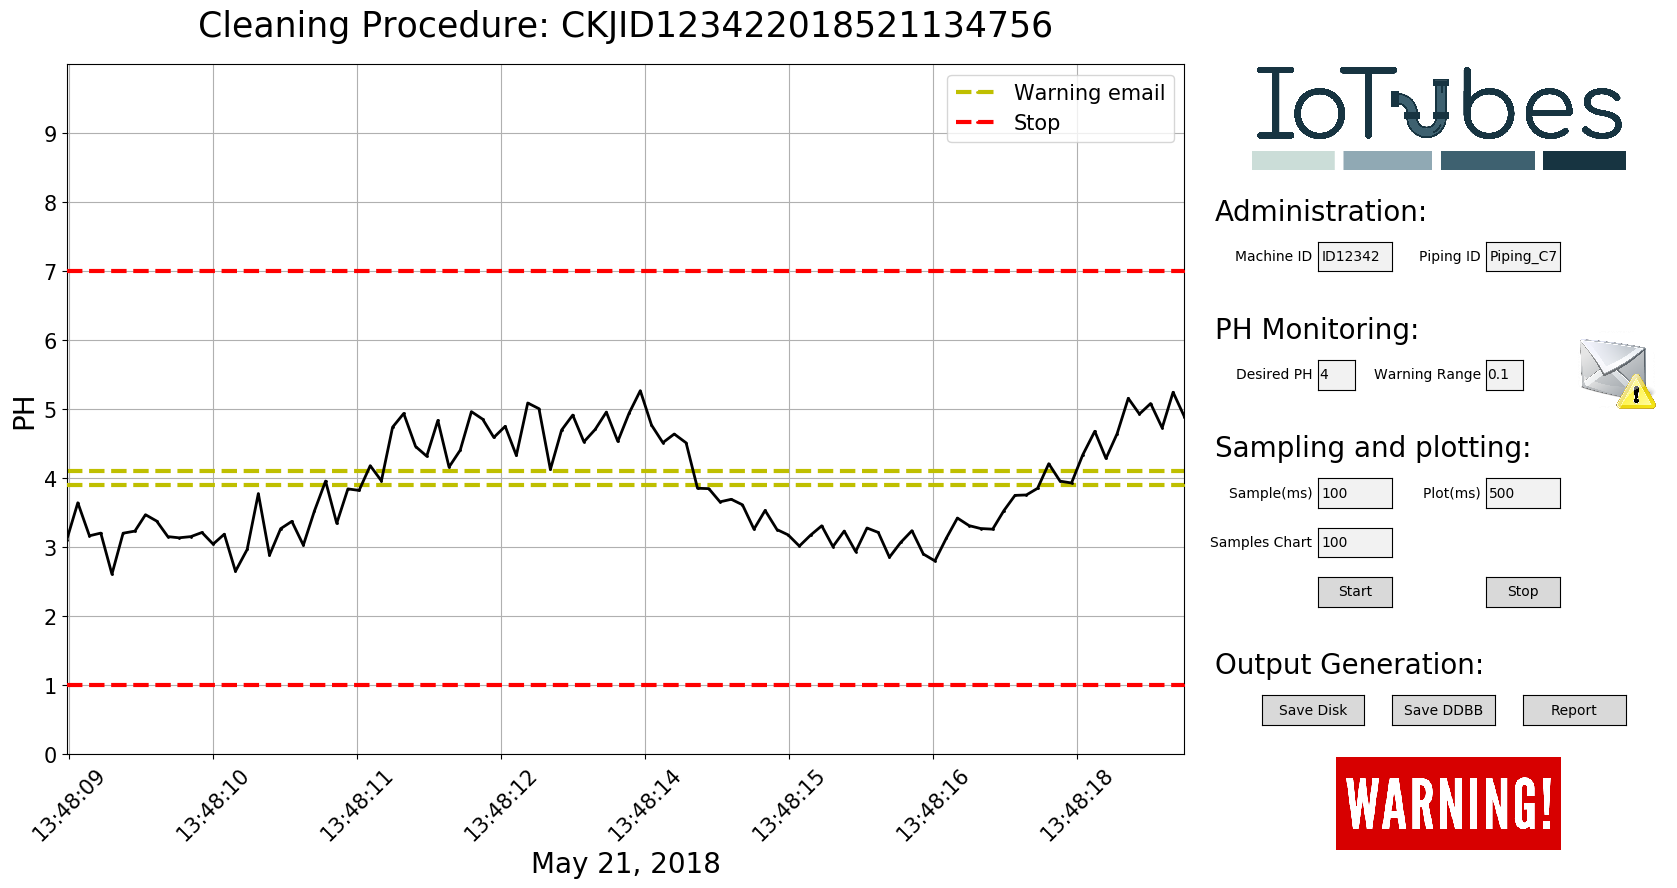 Cleaning Procedure: CKJID123422018521134756
Warning email
Stop
9
8
7
6
5
4
3
2
1
0
PH
13:48:09
13:48:10
13:48:11
13:48:12
13:48:14
13:48:15
13:48:16
13:48:18
May 21, 2018
IoTubes
Administration:
Machine ID ID12342 Piping ID Piping_C7
PH Monitoring:
Desired PH 4 Warning Range 0.1
Sampling and plotting:
Sample(ms) 100 Plot(ms) 500
Samples Chart 100
Start Stop
Output Generation:
Save Disk Save DDBB Report
WARNING!